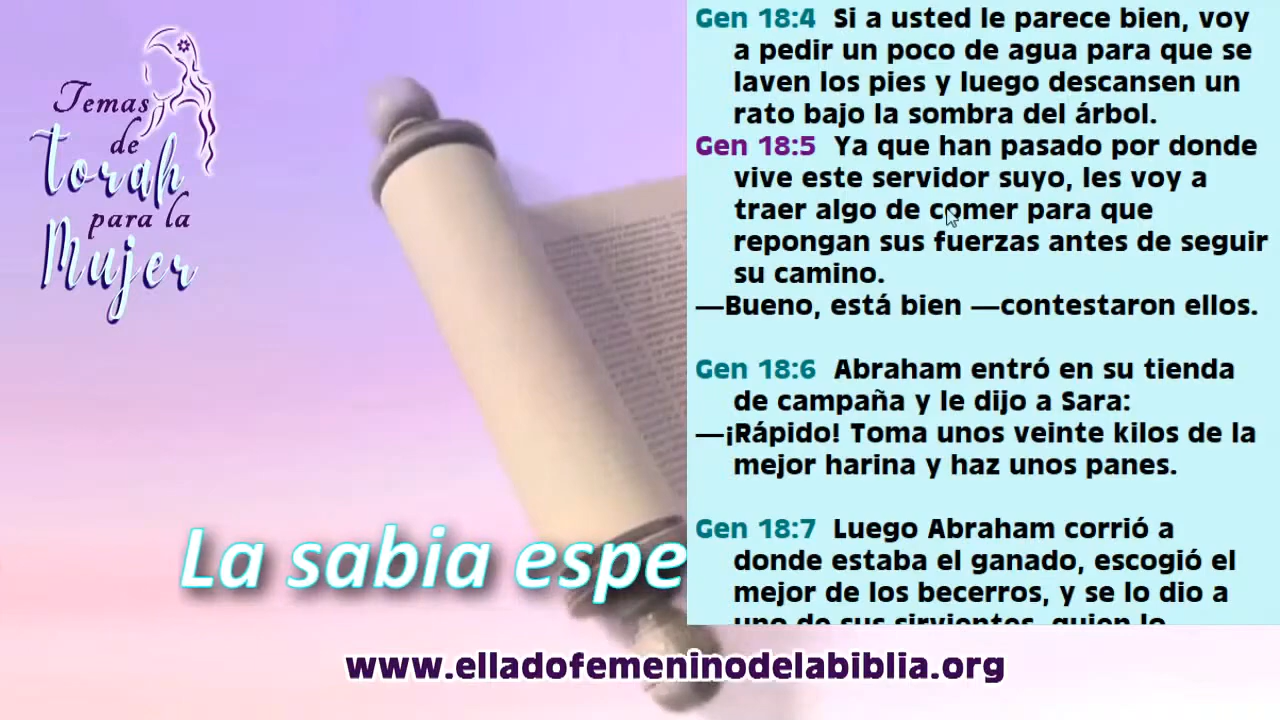 Temas
de
torah
para la
Mujer
Gen 18:4 Si a usted le parece bien, voy
a pedir un poco de agua para que se
laven los pies y luego descansen un
rato bajo la sombra del árbol.
Gen 18:5 Ya que han pasado por donde
vive este servidor suyo, les voy a
traer algo de comer para que
repongan sus fuerzas antes de seguir
su camino.
—Bueno, está bien —contestaron ellos.
Gen 18:6 Abraham entró en su tienda
de campaña y le dijo a Sara:
—¡Rápido! Toma unos veinte kilos de la
mejor harina y haz unos panes.
Gen 18:7 Luego Abraham corrió a
donde estaba el ganado, escogió el
mejor de los becerros, y se lo dio a
uno de sus sirvientes, quien lo
La sabia espe
www.elladofemeninodelabiblia.org